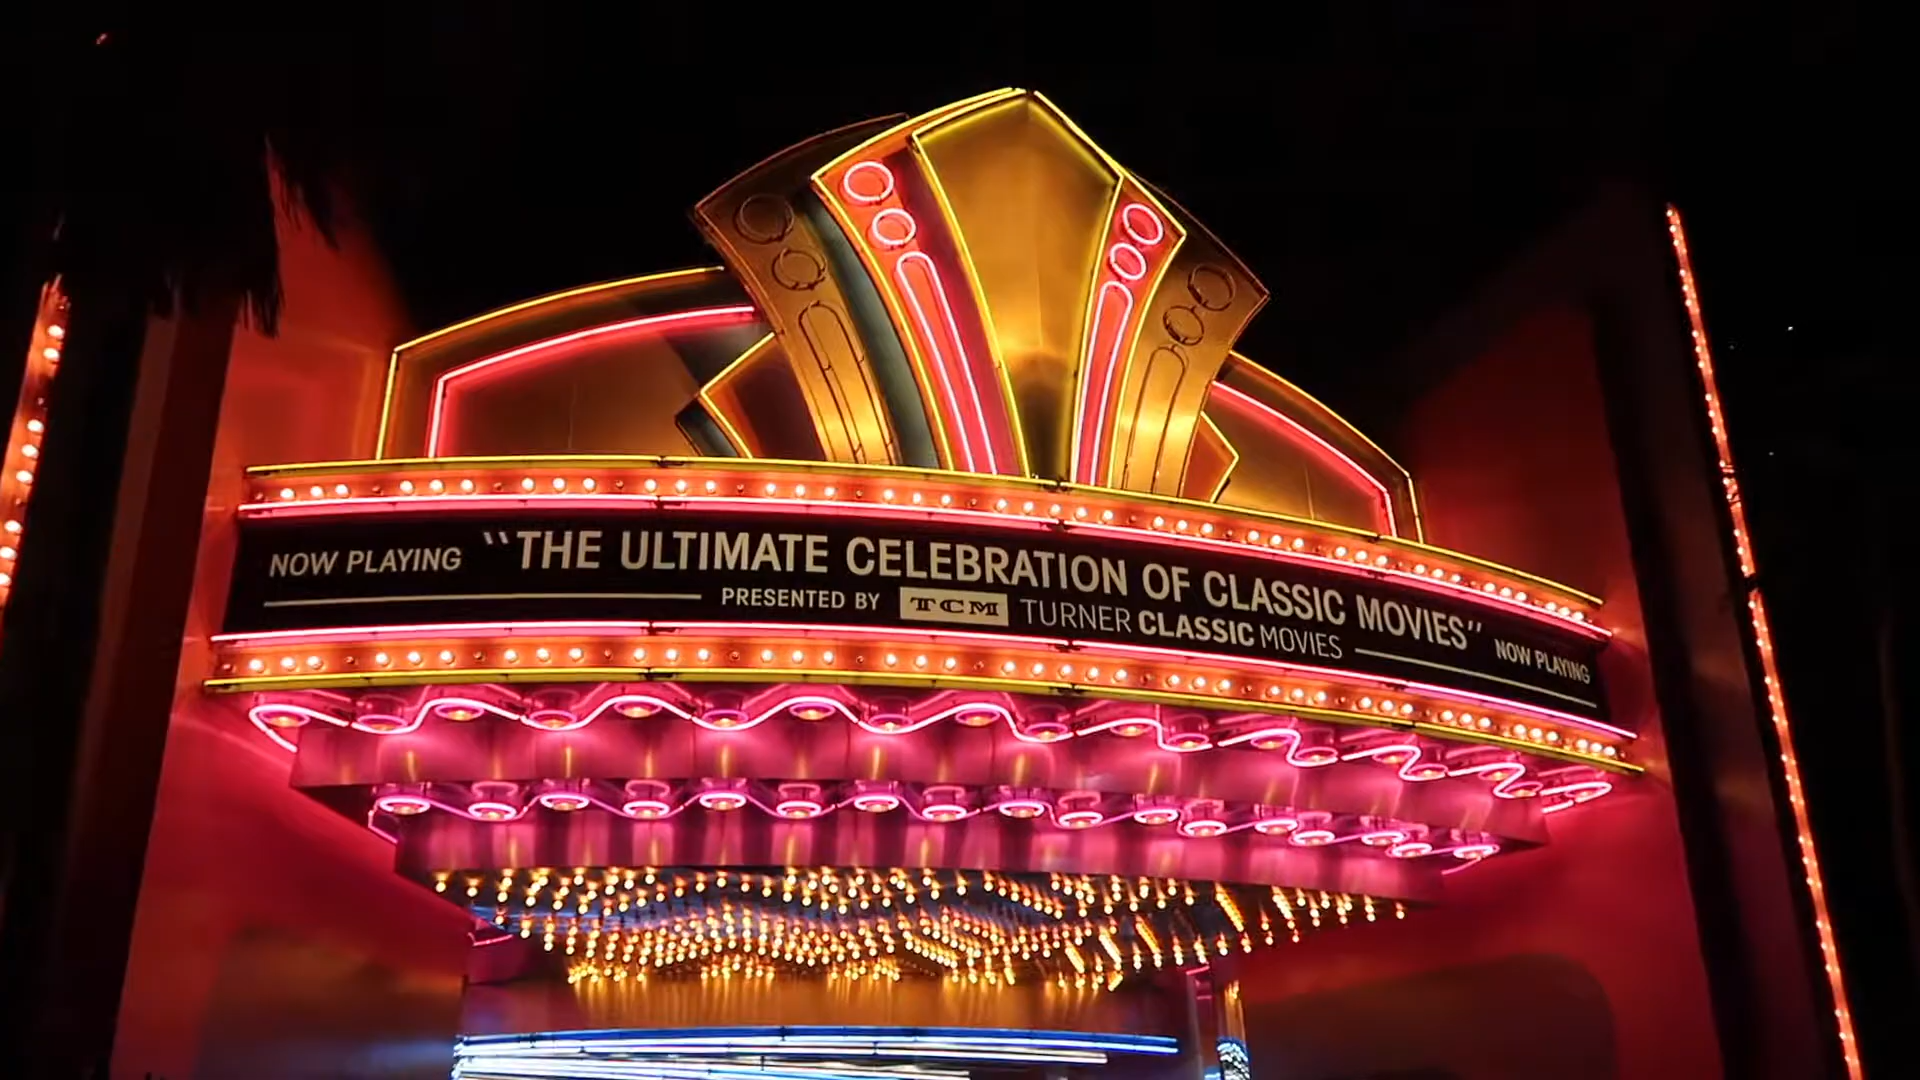 NOW PLAYING "THE ULTIMATE CELEBRATION OF CLASSIC MOVIES" NOW PLAYING
PRESENTED BY TCM TURNER CLASSIC MOVIES